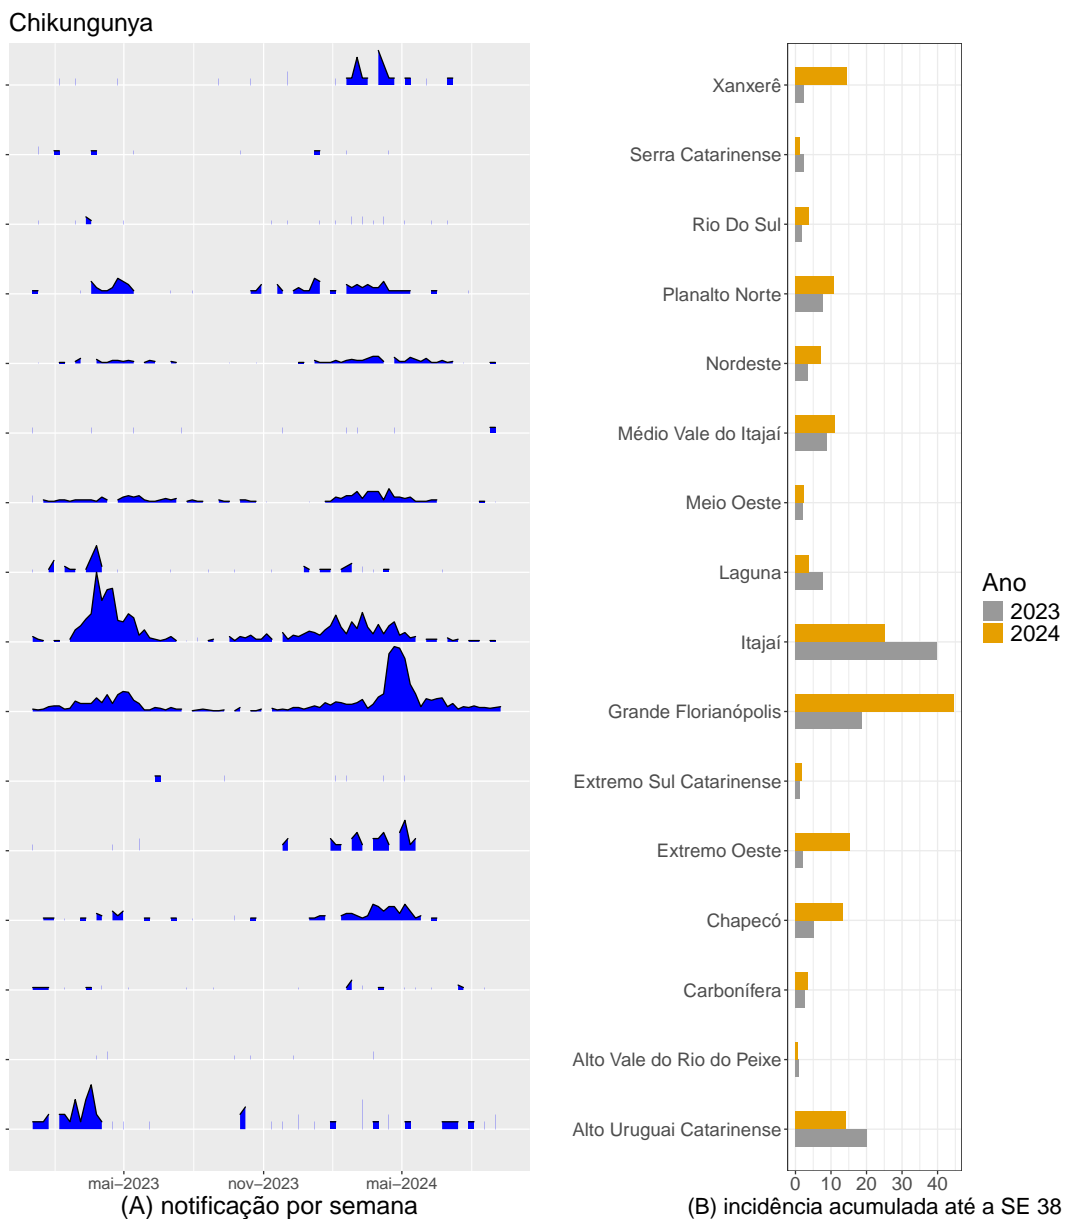 Chikungunya
Xanxerê
Serra Catarinense
Rio Do Sul
Planalto Norte
Nordeste
Médio Vale do Itajaí
Meio Oeste
Laguna
Itajaí
Grande Florianópolis
Extremo Sul Catarinense
Extremo Oeste
Chapecó
Carbonífera
Alto Vale do Rio do Peixe
Alto Uruguai Catarinense
Ano
2023
2024
mai−2023 nov−2023 mai−2024
(A) notificação por semana
0 10 20 30 40
(B) incidência acumulada até a SE 38